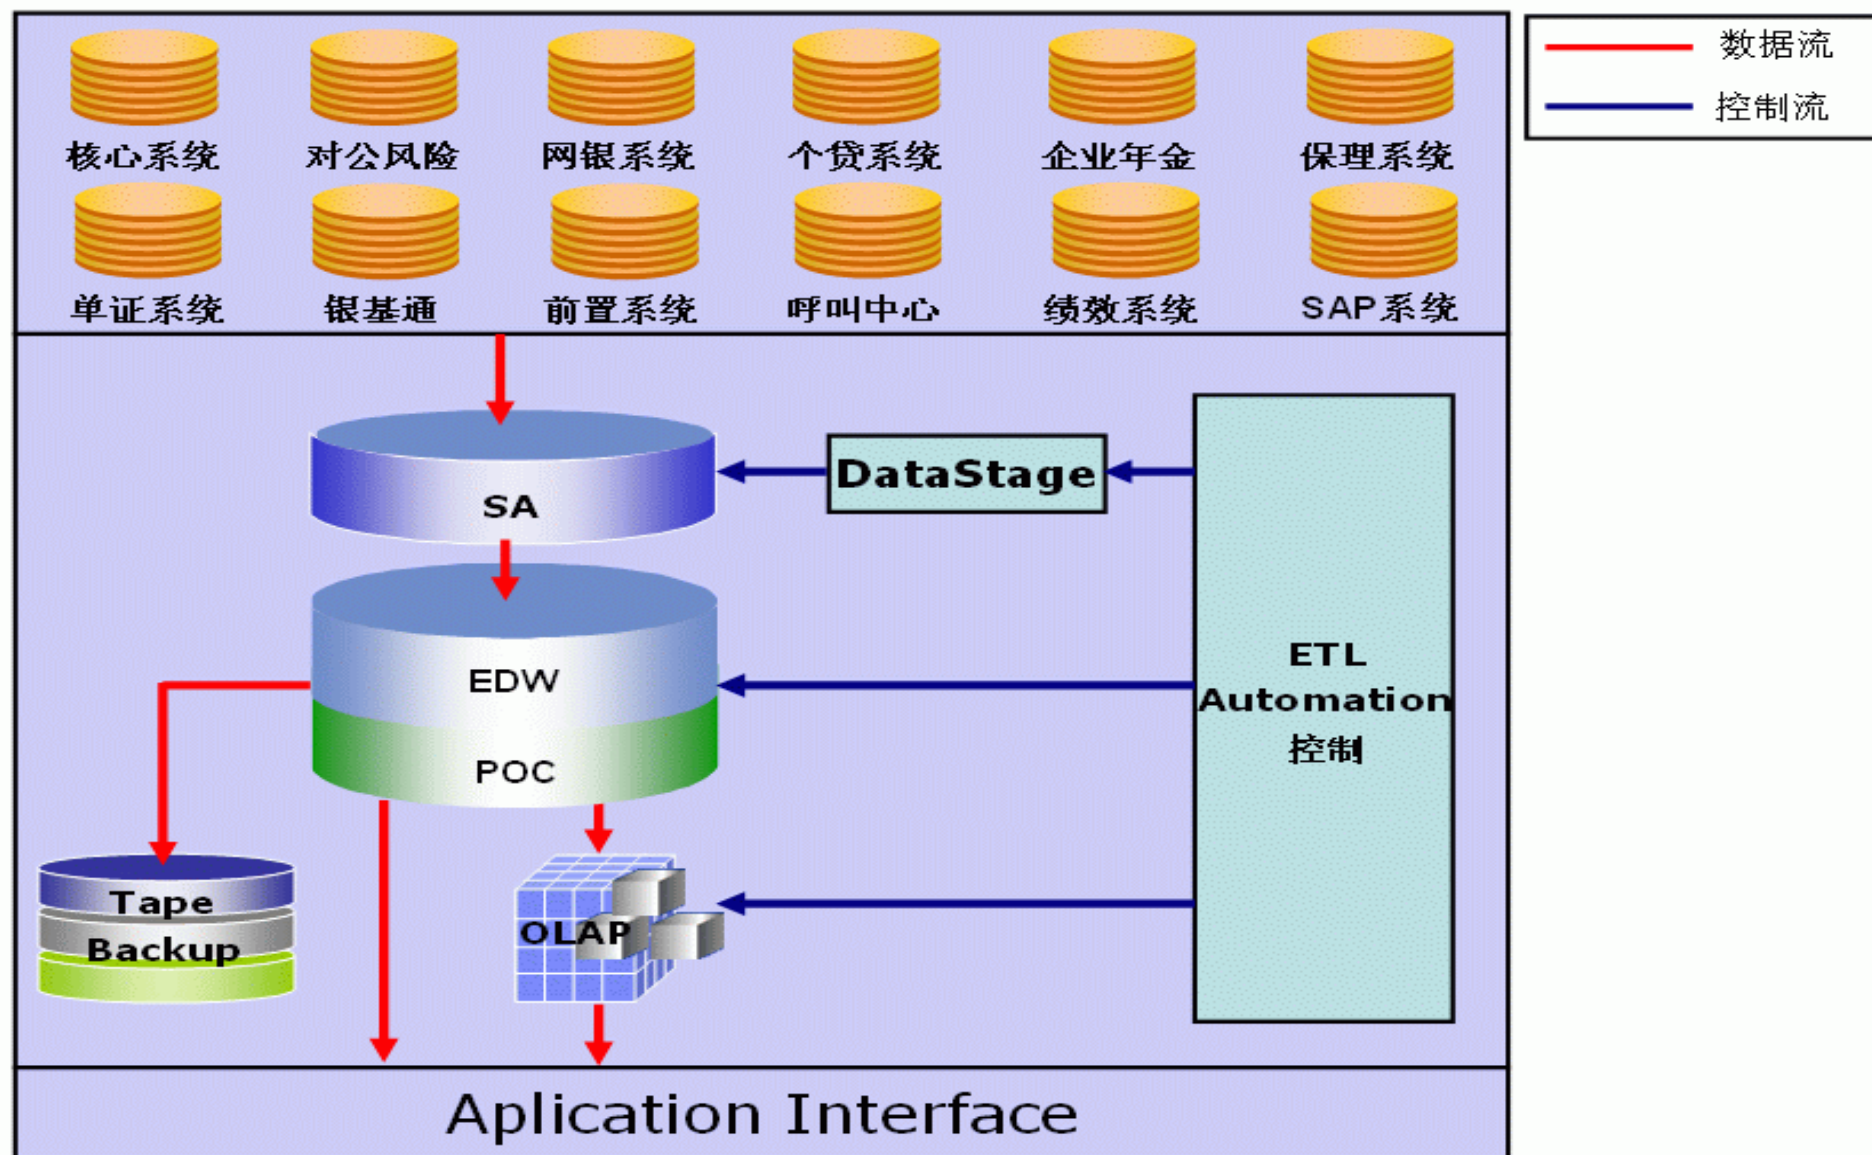 核心系统 对公风险 网银系统 个贷系统 企业年金 保理系统
单证系统 银基通 前置系统 呼叫中心 绩效系统 SAP系统
数据流
控制流
SA
DataStage
EDW
POC
ETL
Automation
控制
Tape
Backup
OLAP
Aplication Interface